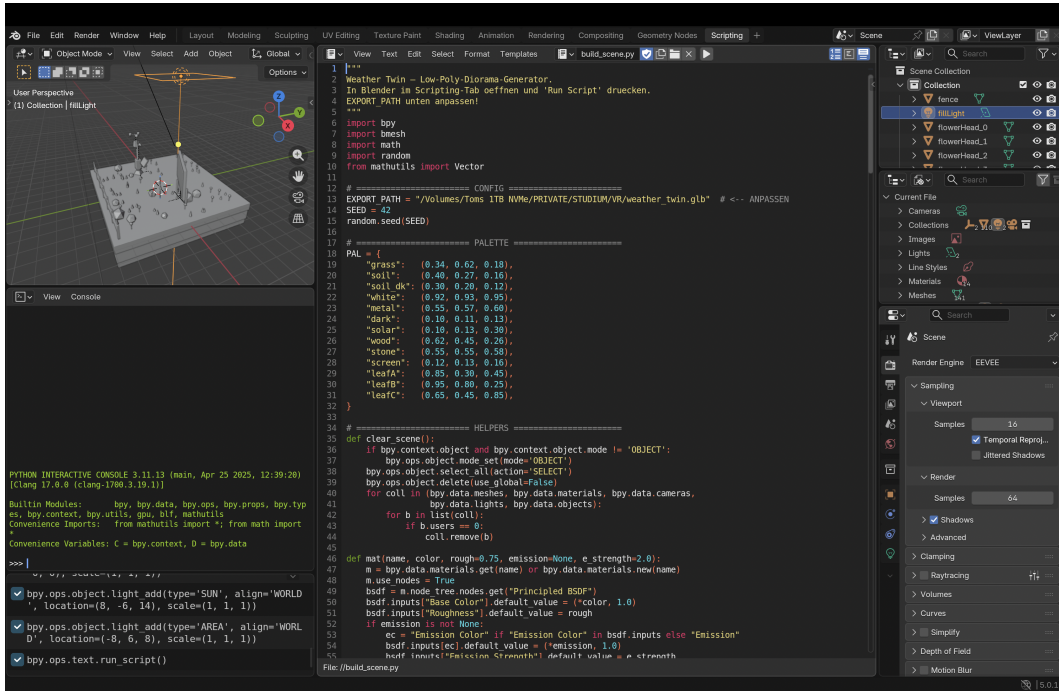 File Edit Render Window Help Layout Modeling Sculpting UV Editing Texture Paint Shading Animation Rendering Compositing Geometry Nodes Scripting + Scene ViewLayer
Object Mode View Select Add Object Global
Options
User Perspective
(1) Collection | fillLight
Z
Y
X
View Console
PYTHON INTERACTIVE CONSOLE 3.11.13 (main, Apr 25 2025, 12:39:20)
[Clang 17.0.0 (clang-1700.3.19.1)]
Builtin Modules: bpy, bpy.data, bpy.ops, bpy.props, bpy.typ
es, bpy.context, bpy.utils, gpu, blf, mathutils
Convenience Imports: from mathutils import *; from math import
*
Convenience Variables: C = bpy.context, D = bpy.data
>>>
0, 0), scale=(1, 1, 1))
bpy.ops.object.light_add(type='SUN', align='WORLD
', location=(8, -6, 14), scale=(1, 1, 1))
bpy.ops.object.light_add(type='AREA', align='WORL
D', location=(-8, 6, 8), scale=(1, 1, 1))
bpy.ops.text.run_script()
View Text Edit Select Format Templates build_scene.py
1 """
2 Weather Twin – Low-Poly-Diorama-Generator.
3 In Blender im Scripting-Tab oeffnen und 'Run Script' druecken.
4 EXPORT_PATH unten anpassen!
5 """
6 import bpy
7 import bmesh
8 import math
9 import random
10 from mathutils import Vector
11
12 # ======================= CONFIG =======================
13 EXPORT_PATH = "/Volumes/Toms 1TB NVMe/PRIVATE/STUDIUM/VR/weather_twin.glb" # <-- ANPASSEN
14 SEED = 42
15 random.seed(SEED)
16
17 # ======================= PALETTE ======================
18 PAL = {
19 "grass": (0.34, 0.62, 0.18),
20 "soil": (0.40, 0.27, 0.16),
21 "soil_dk": (0.30, 0.20, 0.12),
22 "white": (0.92, 0.93, 0.95),
23 "metal": (0.55, 0.57, 0.60),
24 "dark": (0.10, 0.11, 0.13),
25 "solar": (0.10, 0.13, 0.30),
26 "wood": (0.62, 0.45, 0.26),
27 "stone": (0.55, 0.55, 0.58),
28 "screen": (0.12, 0.13, 0.16),
29 "leafA": (0.85, 0.30, 0.45),
30 "leafB": (0.95, 0.80, 0.25),
31 "leafC": (0.65, 0.45, 0.85),
32 }
33
34 # ======================= HELPERS ======================
35 def clear_scene():
36 if bpy.context.object and bpy.context.object.mode != 'OBJECT':
37 bpy.ops.object.mode_set(mode='OBJECT')
38 bpy.ops.object.select_all(action='SELECT')
39 bpy.ops.object.delete(use_global=False)
40 for coll in (bpy.data.meshes, bpy.data.materials, bpy.data.cameras,
41 bpy.data.lights, bpy.data.objects):
42 for b in list(coll):
43 if b.users == 0:
44 coll.remove(b)
45
46 def mat(name, color, rough=0.75, emission=None, e_strength=2.0):
47 m = bpy.data.materials.get(name) or bpy.data.materials.new(name)
48 m.use_nodes = True
49 bsdf = m.node_tree.nodes.get("Principled BSDF")
50 bsdf.inputs["Base Color"].default_value = (*color, 1.0)
51 bsdf.inputs["Roughness"].default_value = rough
52 if emission is not None:
53 ec = "Emission Color" if "Emission Color" in bsdf.inputs else "Emission"
54 bsdf.inputs[ec].default_value = (*emission, 1.0)
55 bsdf.inputs["Emission Strength"].default_value = e_strength
File: //build_scene.py
Search
Scene Collection
Collection
fence
fillLight
flowerHead_0
flowerHead_1
flowerHead_2
Search
Current File
Cameras
Collections
Images
Lights 2
Line Styles
Materials 14
Meshes 141
Search
Scene
Render Engine EEVEE
Sampling
Viewport
Samples 16
Temporal Reproj...
Jittered Shadows
Render
Samples 64
Shadows
Advanced
Clamping
Raytracing
Volumes
Curves
Simplify
Depth of Field
Motion Blur
5.0.1